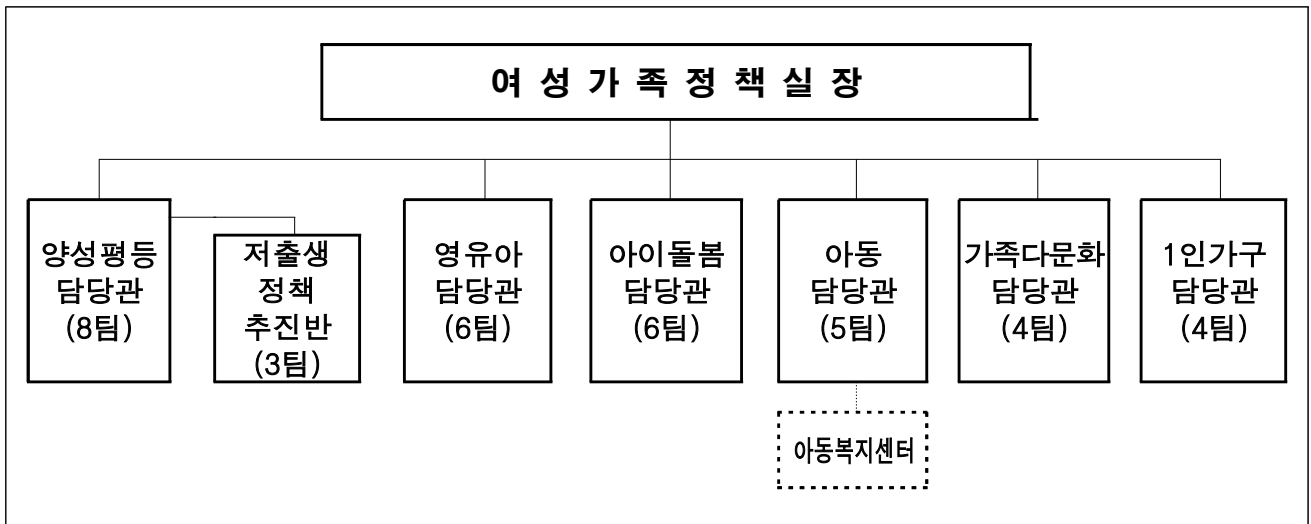 여 성 가 족 정 책 실 장
양성평등
담당관
(8팀)
저출생
정책
추진반
(3팀)
영유아
담당관
(6팀)
아이돌봄
담당관
(6팀)
아동
담당관
(5팀)
가족다문화
담당관
(4팀)
1인가구
담당관
(4팀)
아동복지센터